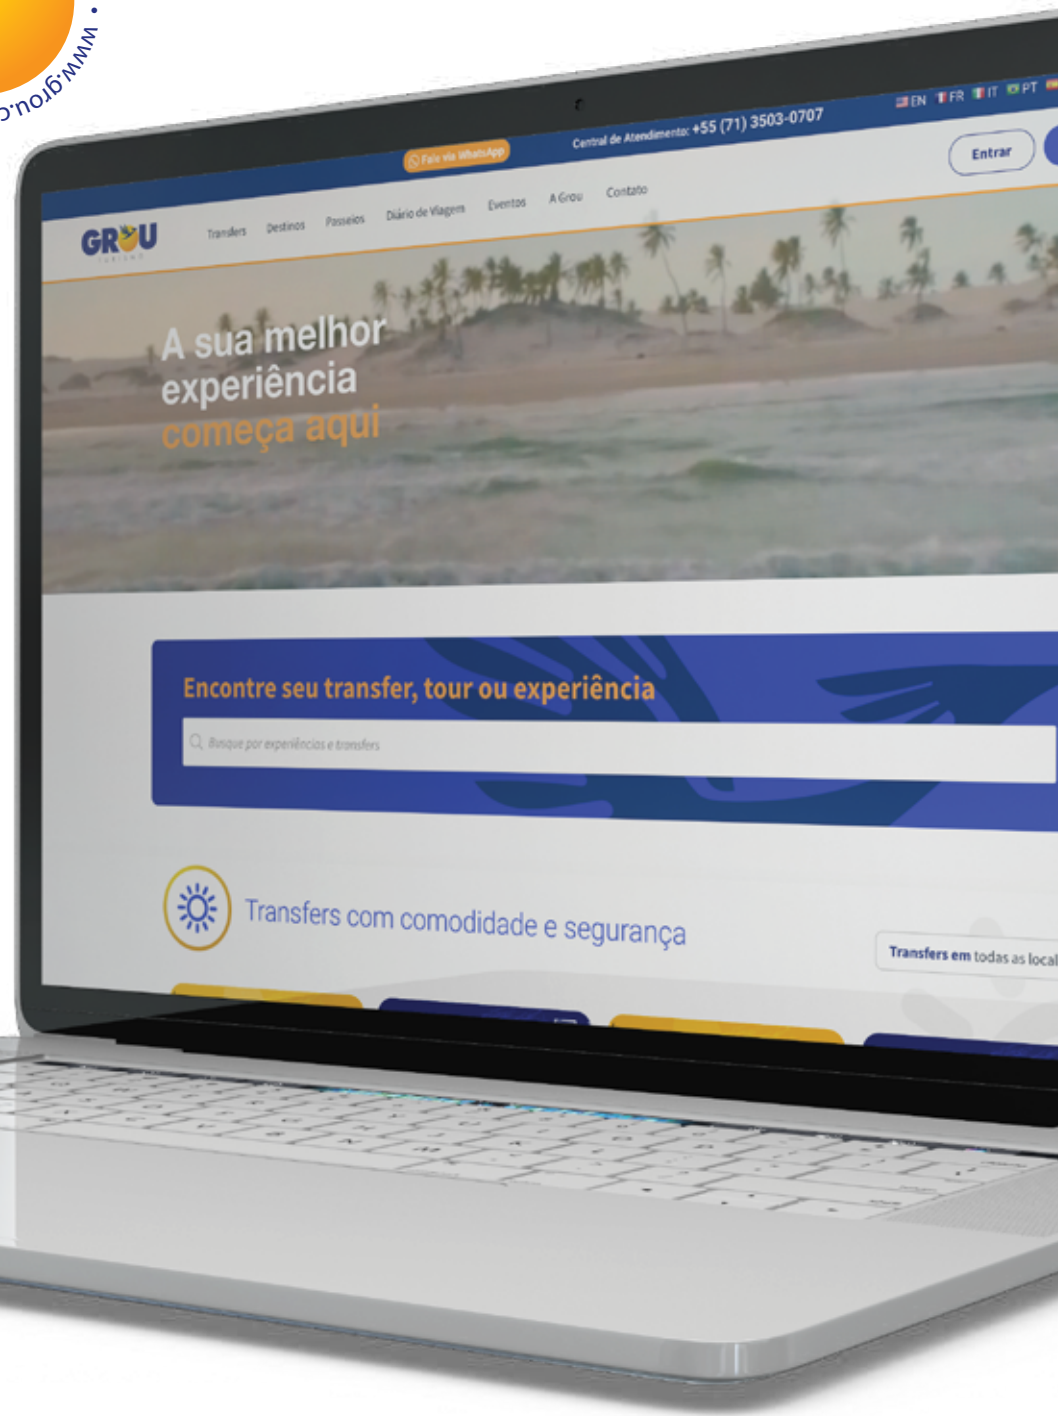 • www.grou.c
Fale via WhatsApp
Central de Atendimento: +55 (71) 3503-0707
EN FR IT PT
GROU
TURISMO
Transfers Destinos Passeios Diário de Viagem Eventos A Grou Contato
Entrar
A sua melhor
experiência
começa aqui
Encontre seu transfer, tour ou experiência
Busque por experiências e transfers
Transfers com comodidade e segurança
Transfers em todas as local